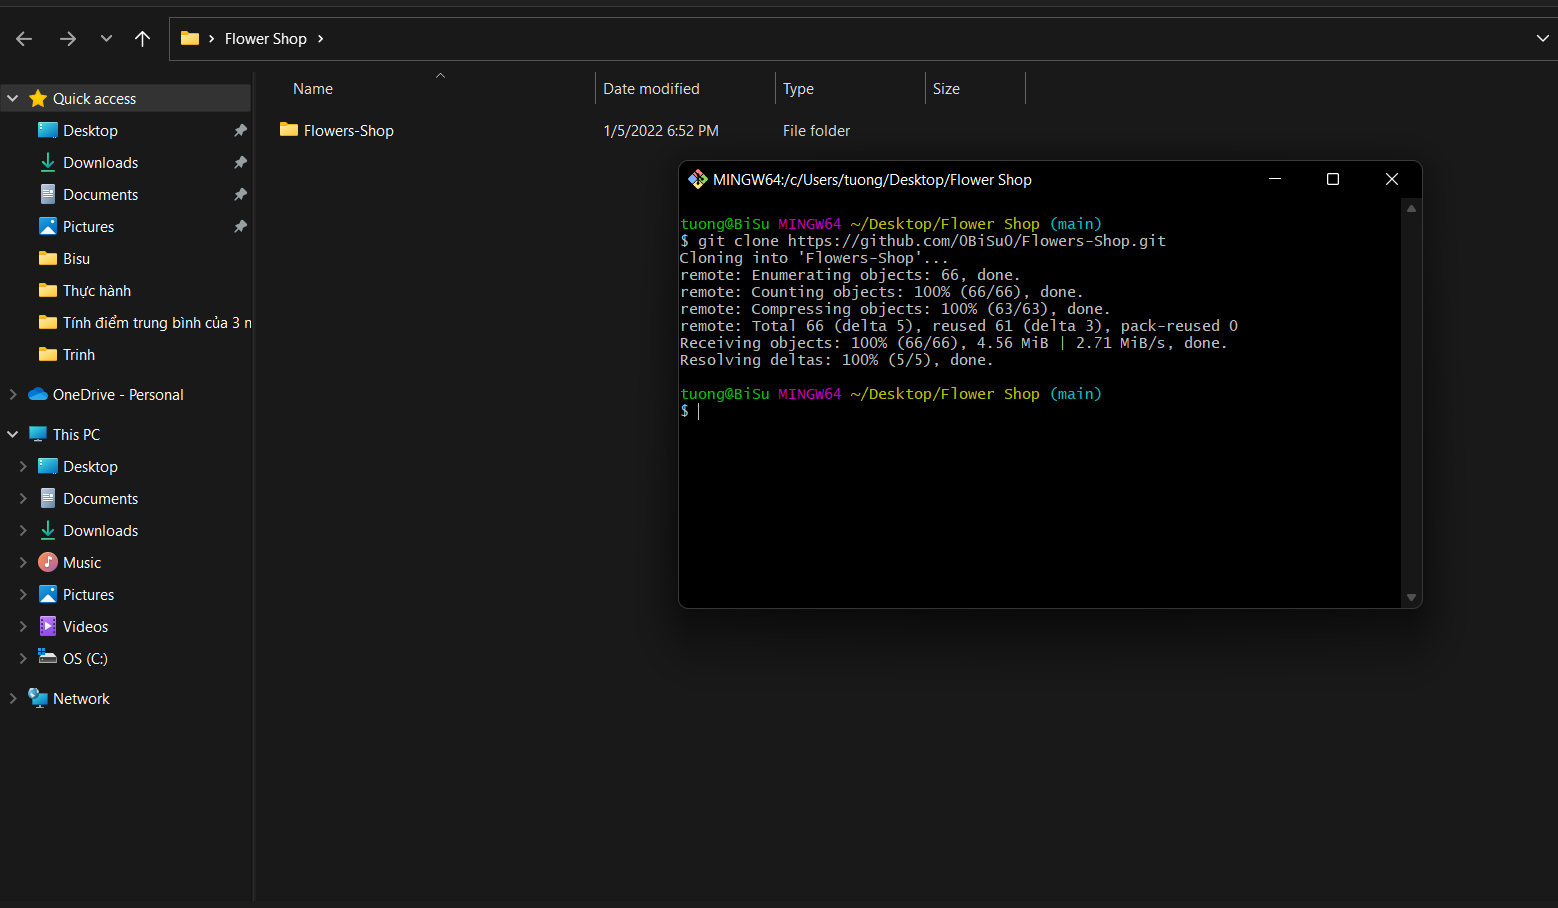 Flower Shop
Name Date modified Type Size
Quick access
Desktop
Downloads
Documents
Pictures
Bisu
Thực hành
Tính điểm trung bình của 3 n
Trinh
OneDrive - Personal
This PC
Desktop
Documents
Downloads
Music
Pictures
Videos
OS (C:)
Network
Flowers-Shop 1/5/2022 6:52 PM File folder
MINGW64:/c/Users/tuong/Desktop/Flower Shop
tuong@BiSu MINGW64 ~/Desktop/Flower Shop (main)
$ git clone https://github.com/0BiSu0/Flowers-Shop.git
Cloning into 'Flowers-Shop'...
remote: Enumerating objects: 66, done.
remote: Counting objects: 100% (66/66), done.
remote: Compressing objects: 100% (63/63), done.
remote: Total 66 (delta 5), reused 61 (delta 3), pack-reused 0
Receiving objects: 100% (66/66), 4.56 MiB | 2.71 MiB/s, done.
Resolving deltas: 100% (5/5), done.
tuong@BiSu MINGW64 ~/Desktop/Flower Shop (main)
$